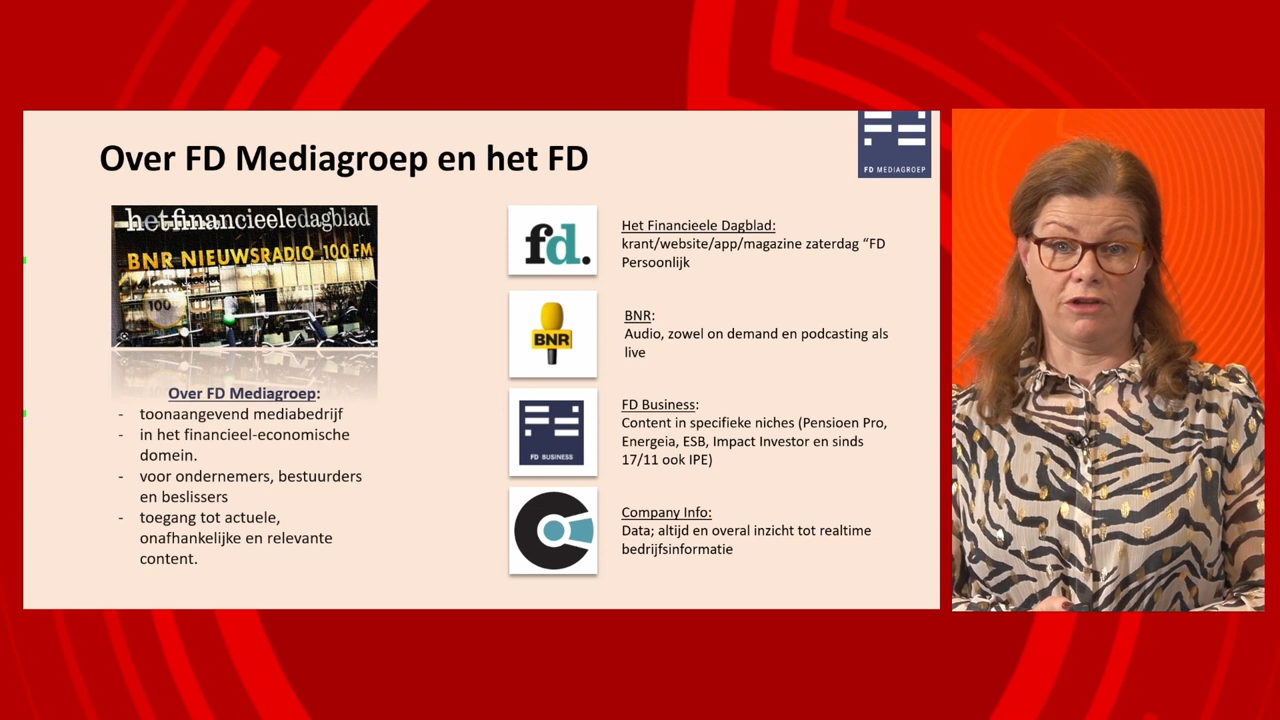 Over FD Mediagroep en het FD
FD MEDIAGROEP
hetfinancieeledagblad
BNR NIEUWSRADIO 100 FM
100
Over FD Mediagroep:
- toonaangevend mediabedrijf
- in het financieel-economische
domein.
- voor ondernemers, bestuurders
en beslissers
- toegang tot actuele,
onafhankelijke en relevante
content.
fd.
Het Financieele Dagblad:
krant/website/app/magazine zaterdag “FD
Persoonlijk
BNR
BNR:
Audio, zowel on demand en podcasting als
live
FD BUSINESS
FD Business:
Content in specifieke niches (Pensioen Pro,
Energeia, ESB, Impact Investor en sinds
17/11 ook IPE)
Company Info:
Data; altijd en overal inzicht tot realtime
bedrijfsinformatie